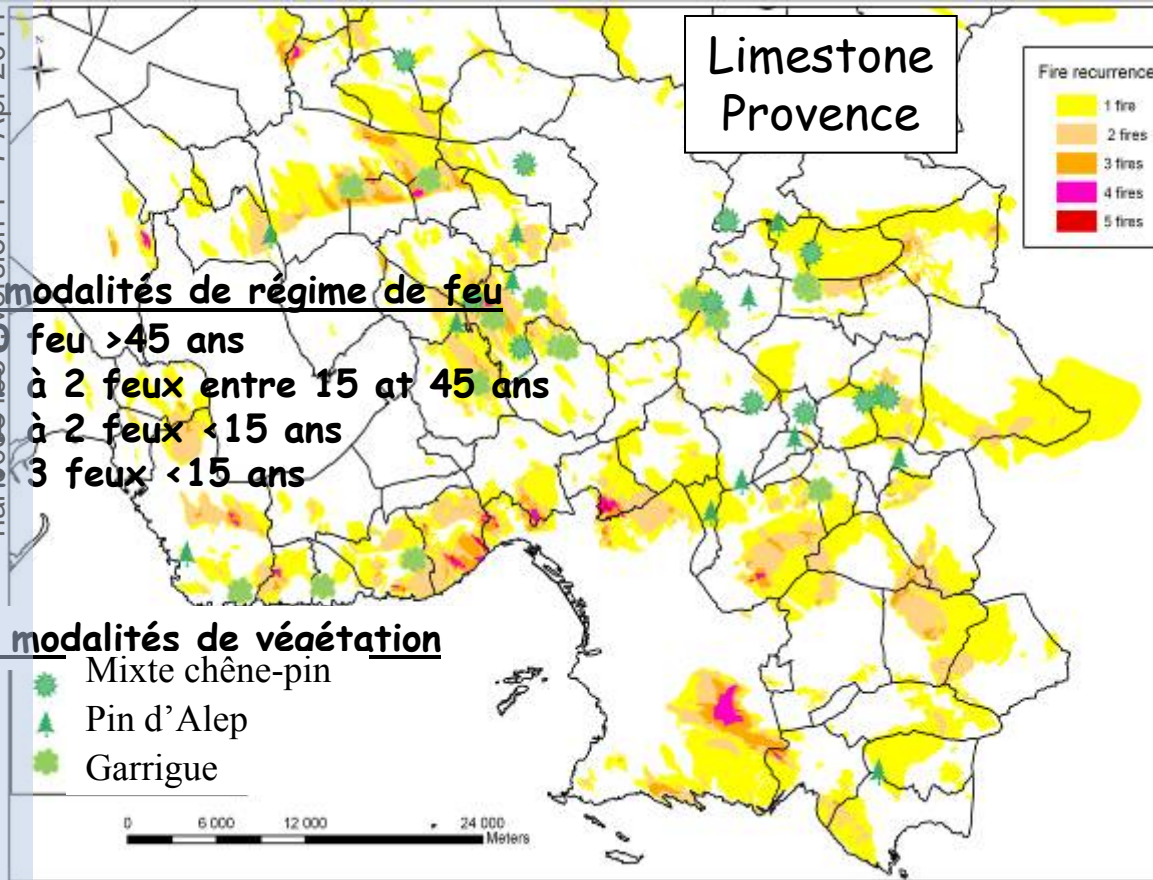 Limestone
Provence
Fire recurrence
1 fire
2 fires
3 fires
4 fires
5 fires
N
modalités de régime de feu
feu >45 ans
à 2 feux entre 15 at 45 ans
à 2 feux <15 ans
3 feux <15 ans
modalités de végétation
Mixte chêne-pin
Pin d'Alep
Garrigue
0 6 000 12 000 24 000
Meters